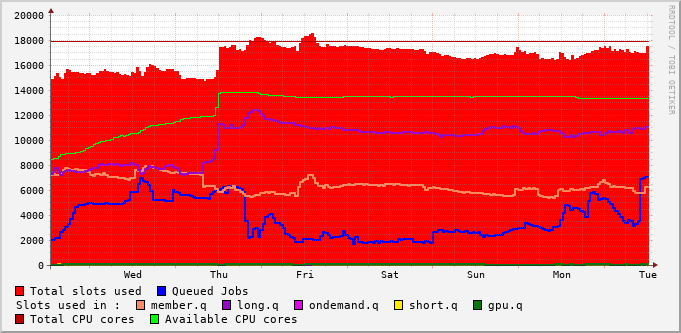 20000
18000
16000
14000
12000
10000
8000
6000
4000
2000
0
Wed Thu Fri Sat Sun Mon Tue
RRDTOOL / TOBI OETIKER
Total slots used Queued Jobs
Slots used in : member.q long.q ondemand.q short.q gpu.q
Total CPU cores Available CPU cores